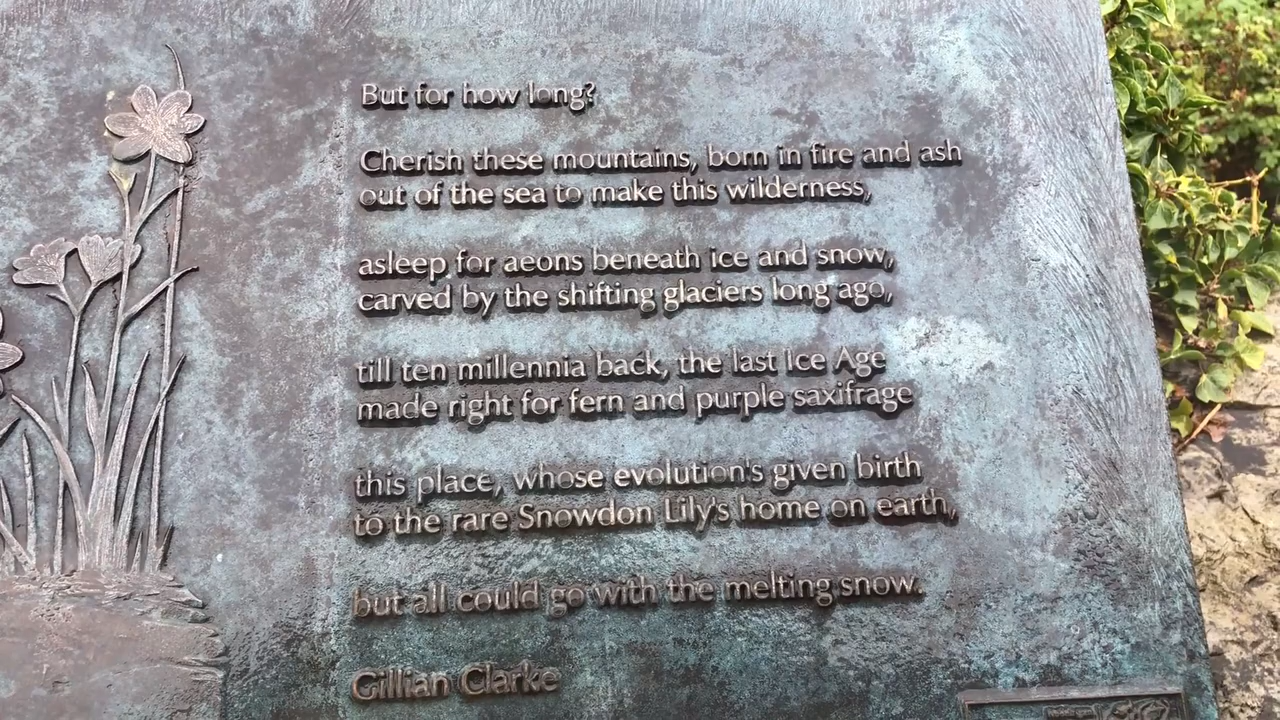 But for how long?
Cherish these mountains, born in fire and ash
out of the sea to make this wilderness,
asleep for aeons beneath ice and snow,
carved by the shifting glaciers long ago,
till ten millennia back, the last Ice Age
made right for fern and purple saxifrage
this place, whose evolution's given birth
to the rare Snowdon Lily's home on earth,
but all could go with the melting snow.
Gillian Clarke